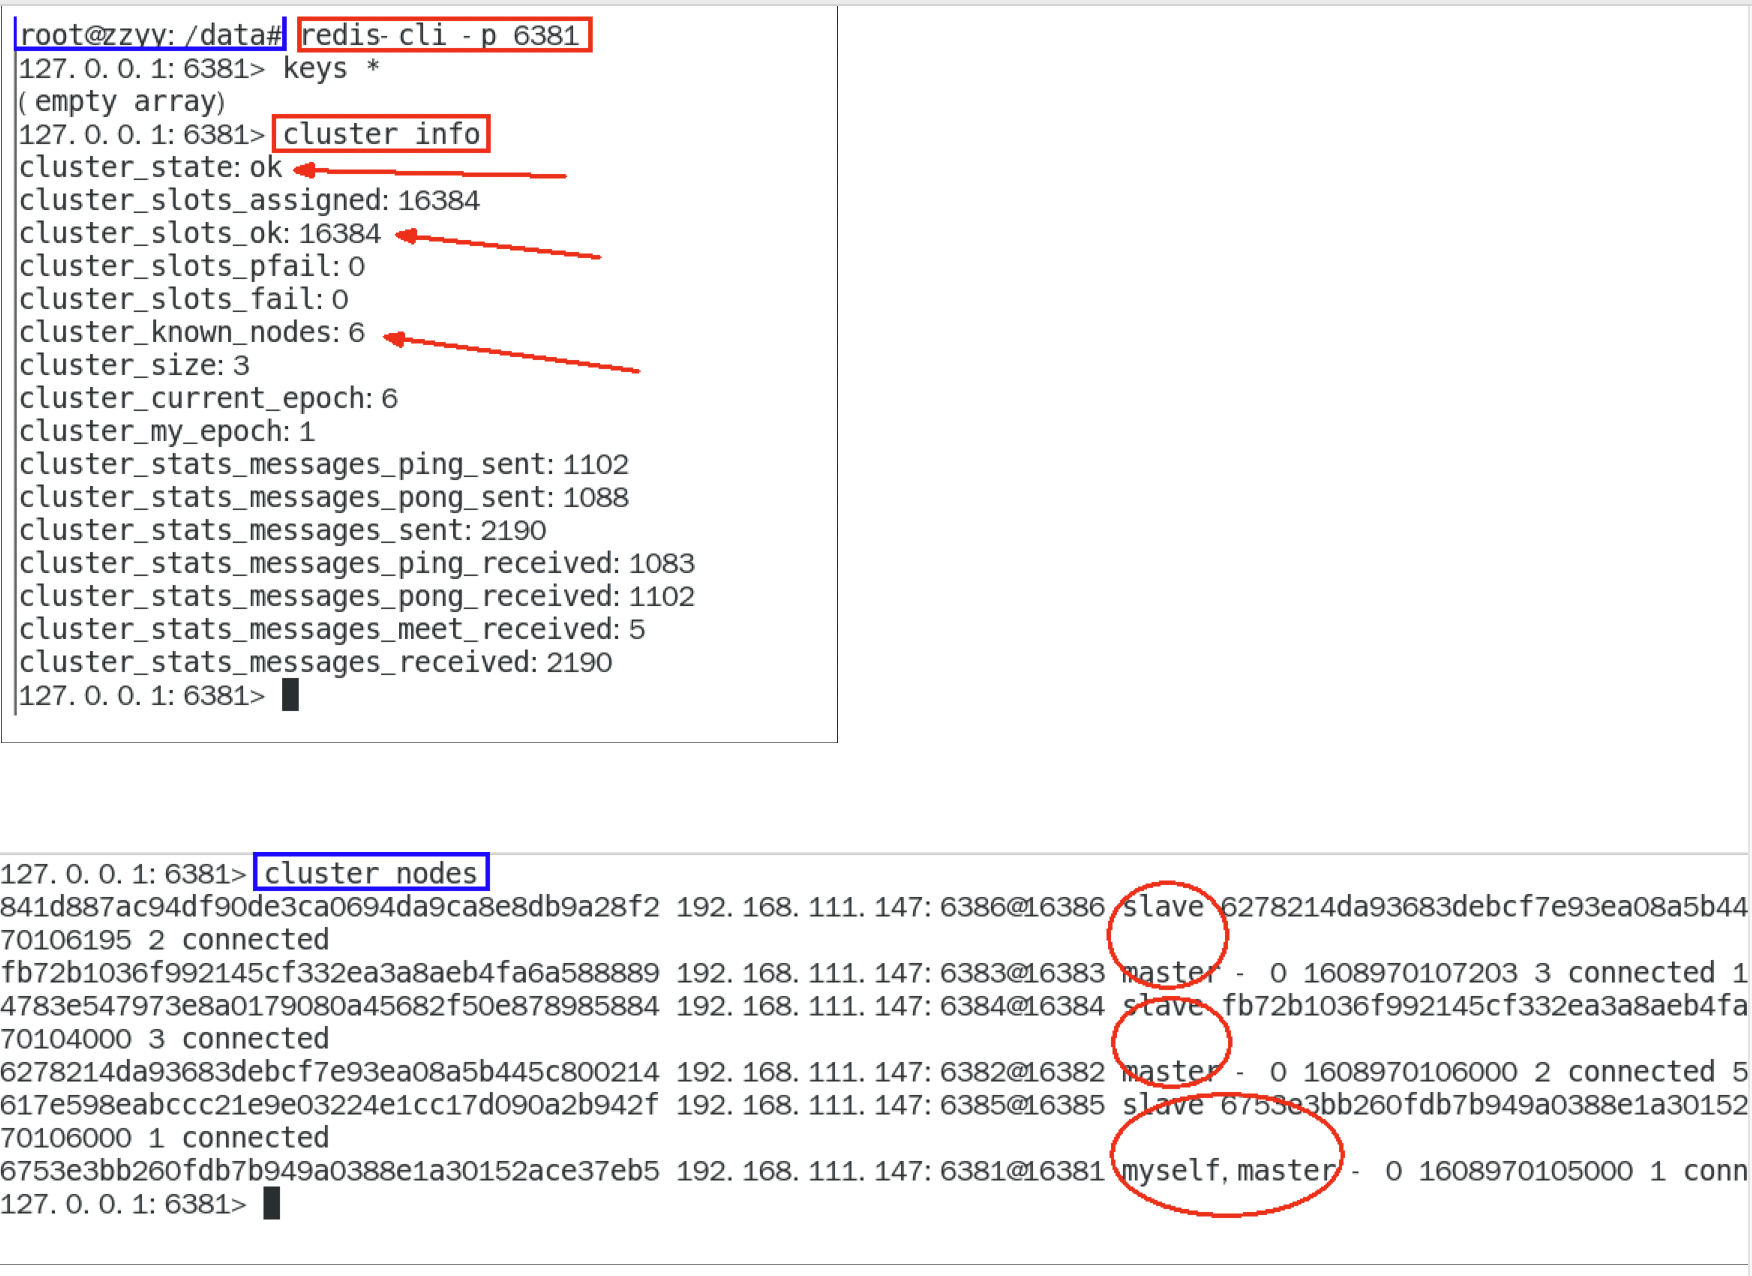 root@zzyy:/data# redis-cli -p 6381
127.0.0.1:6381> keys *
(empty array)
127.0.0.1:6381> cluster info
cluster_state:ok
cluster_slots_assigned:16384
cluster_slots_ok:16384
cluster_slots_pfail:0
cluster_slots_fail:0
cluster_known_nodes:6
cluster_size:3
cluster_current_epoch:6
cluster_my_epoch:1
cluster_stats_messages_ping_sent:1102
cluster_stats_messages_pong_sent:1088
cluster_stats_messages_sent:2190
cluster_stats_messages_ping_received:1083
cluster_stats_messages_pong_received:1102
cluster_stats_messages_meet_received:5
cluster_stats_messages_received:2190
127.0.0.1:6381>
127.0.0.1:6381> cluster nodes
841d887ac94df90de3ca0694da9ca8e8db9a28f2 192.168.111.147:6386@16386 slave 6278214da93683debcf7e93ea08a5b44
70106195 2 connected
fb72b1036f992145cf332ea3a8aeb4fa6a588889 192.168.111.147:6383@16383 master - 0 1608970107203 3 connected 1
4783e547973e8a0179080a45682f50e878985884 192.168.111.147:6384@16384 slave fb72b1036f992145cf332ea3a8aeb4fa
70104000 3 connected
6278214da93683debcf7e93ea08a5b445c800214 192.168.111.147:6382@16382 master - 0 1608970106000 2 connected 5
617e598eabccc21e9e03224e1cc17d090a2b942f 192.168.111.147:6385@16385 slave 6753e3bb260fdb7b949a0388e1a30152
70106000 1 connected
6753e3bb260fdb7b949a0388e1a30152ace37eb5 192.168.111.147:6381@16381 myself,master - 0 1608970105000 1 conn
127.0.0.1:6381>